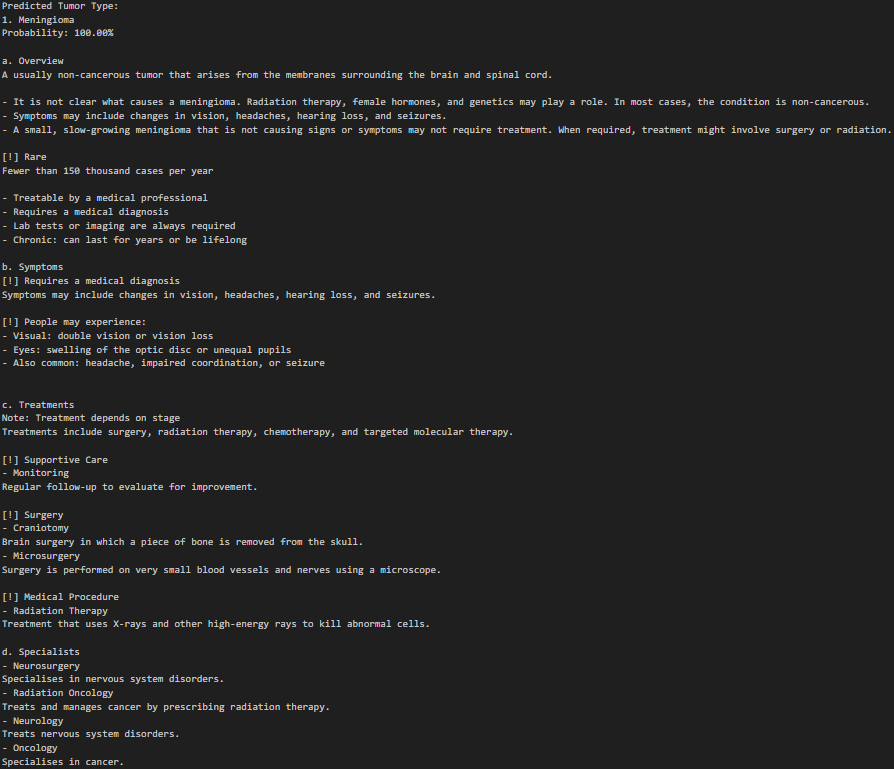 Predicted Tumor Type:
1. Meningioma
Probability: 100.00%
a. Overview
A usually non-cancerous tumor that arises from the membranes surrounding the brain and spinal cord.
- It is not clear what causes a meningioma. Radiation therapy, female hormones, and genetics may play a role. In most cases, the condition is non-cancerous.
- Symptoms may include changes in vision, headaches, hearing loss, and seizures.
- A small, slow-growing meningioma that is not causing signs or symptoms may not require treatment. When required, treatment might involve surgery or radiation.
[!] Rare
Fewer than 150 thousand cases per year
- Treatable by a medical professional
- Requires a medical diagnosis
- Lab tests or imaging are always required
- Chronic: can last for years or be lifelong
b. Symptoms
[!] Requires a medical diagnosis
Symptoms may include changes in vision, headaches, hearing loss, and seizures.
[!] People may experience:
- Visual: double vision or vision loss
- Eyes: swelling of the optic disc or unequal pupils
- Also common: headache, impaired coordination, or seizure
c. Treatments
Note: Treatment depends on stage
Treatments include surgery, radiation therapy, chemotherapy, and targeted molecular therapy.
[!] Supportive Care
- Monitoring
Regular follow-up to evaluate for improvement.
[!] Surgery
- Craniotomy
Brain surgery in which a piece of bone is removed from the skull.
- Microsurgery
Surgery is performed on very small blood vessels and nerves using a microscope.
[!] Medical Procedure
- Radiation Therapy
Treatment that uses X-rays and other high-energy rays to kill abnormal cells.
d. Specialists
- Neurosurgery
Specialises in nervous system disorders.
- Radiation Oncology
Treats and manages cancer by prescribing radiation therapy.
- Neurology
Treats nervous system disorders.
- Oncology
Specialises in cancer.